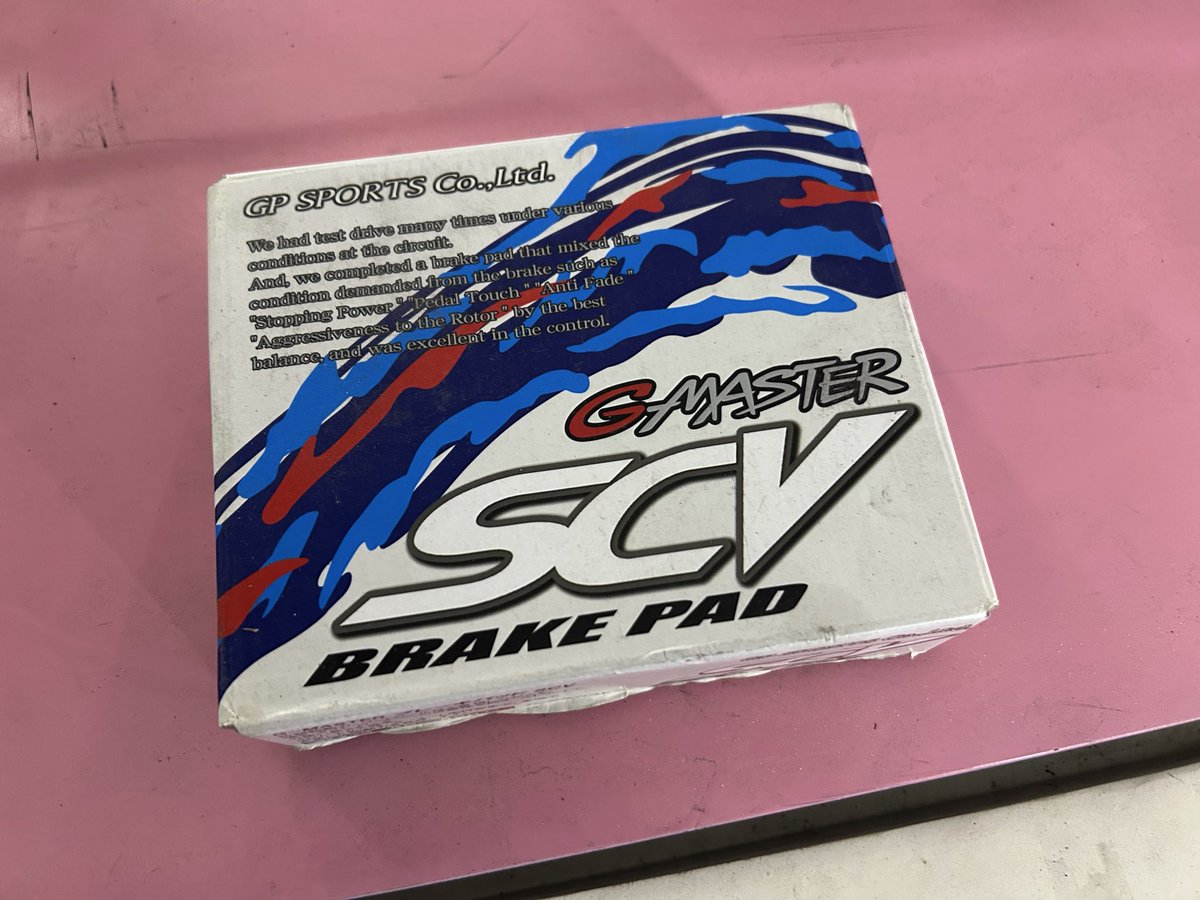 GP SPORTS Co.,Ltd.
We had test drive many times under various
conditions at the circuit.
And, we completed a brake pad that mixed the
condition demanded from the brake such as
"Stopping Power" "Pedal Touch" "Anti Fade"
"Aggressiveness to the Rotor" by the best
balance, and was excellent in the control.
G MASTER
SCV
BRAKE PAD